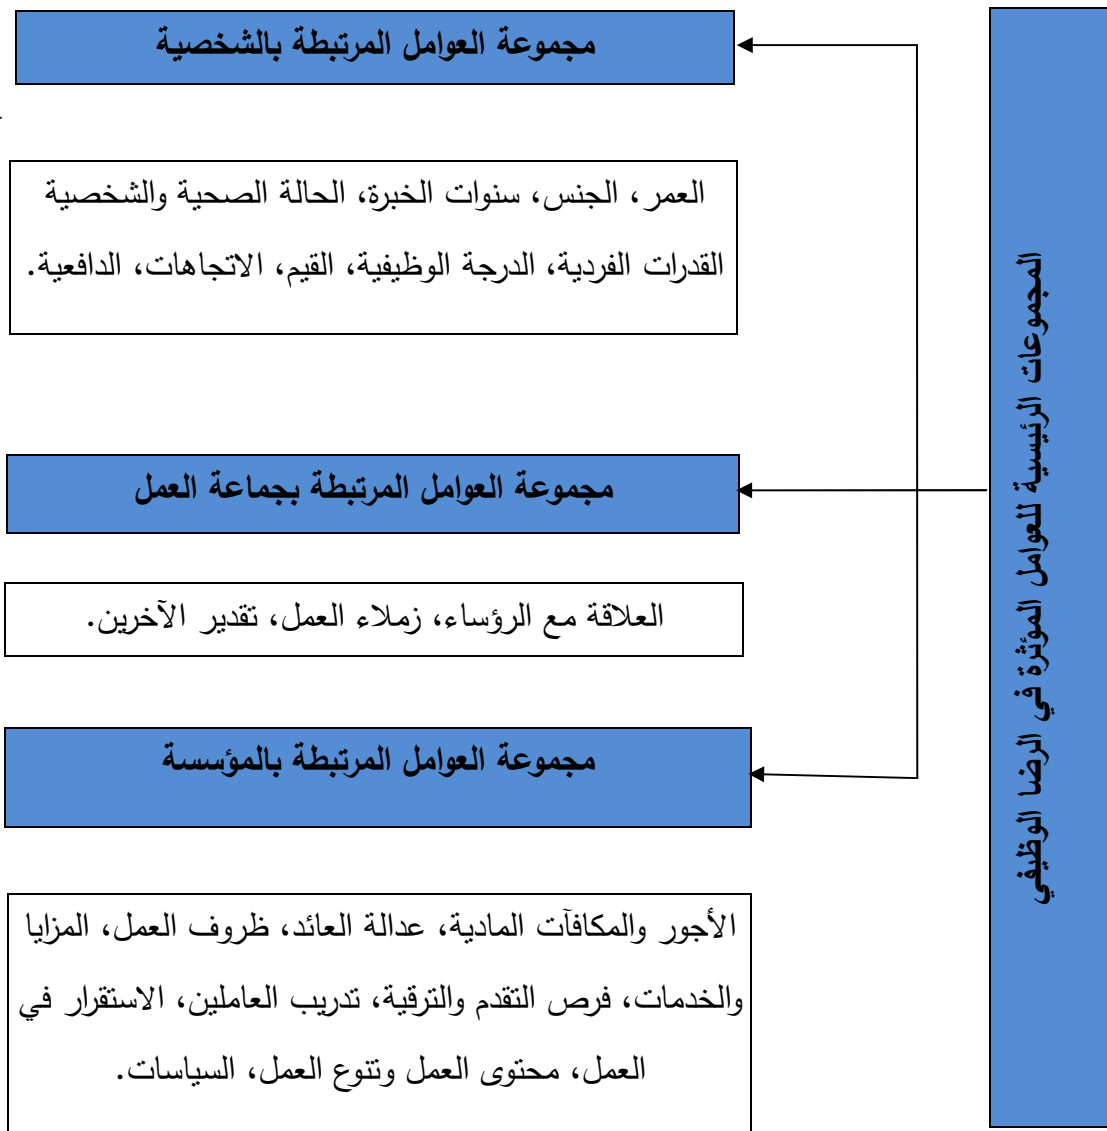 المجموعات الرئيسية للعوامل المؤثرة في الرضا الوظيفي
مجموعة العوامل المرتبطة بالشخصية
العمر، الجنس، سنوات الخبرة، الحالة الصحية والشخصية
القدرات الفردية، الدرجة الوظيفية، القيم، الاتجاهات، الدافعية.
مجموعة العوامل المرتبطة بجماعة العمل
العلاقة مع الرؤساء، زملاء العمل، تقدير الآخرين.
مجموعة العوامل المرتبطة بالمؤسسة
الأجور والمكافآت المادية، عدالة العائد، ظروف العمل، المزايا
والخدمات، فرص التقدم والترقية، تدريب العاملين، الاستقرار في
العمل، محتوى العمل وتنوع العمل، السياسات.